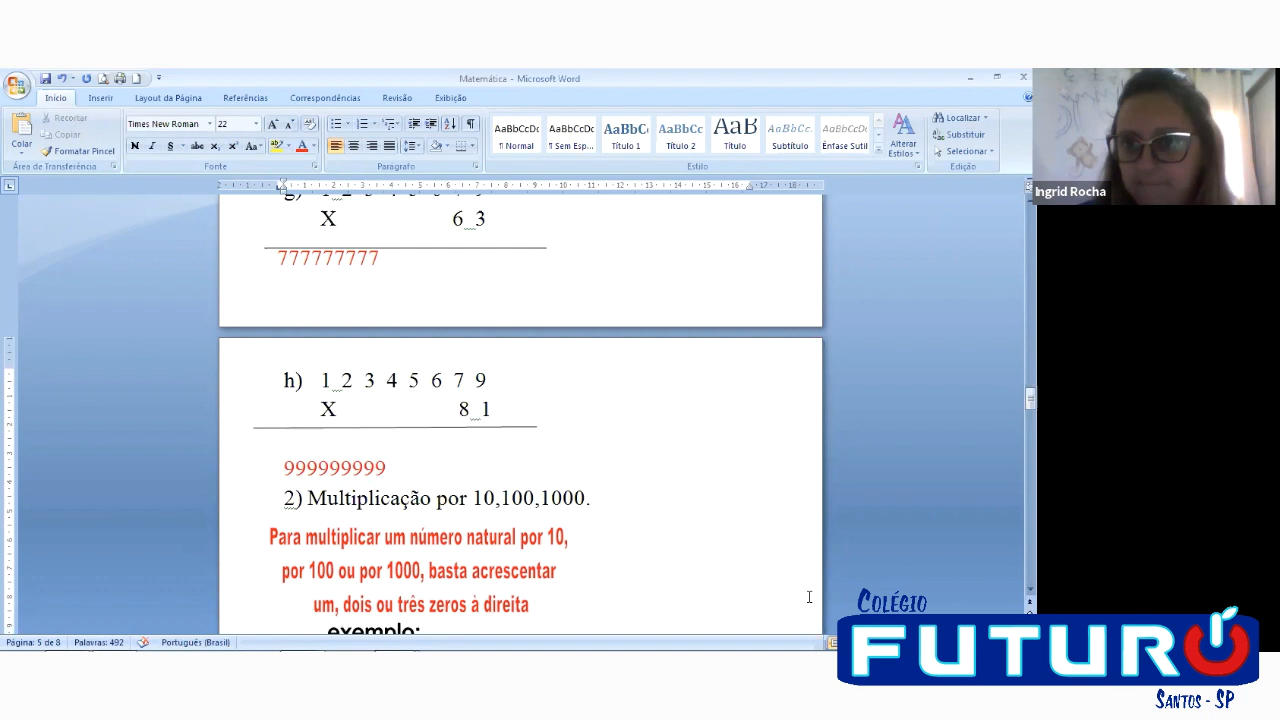 Matemática - Microsoft Word
Início Inserir Layout da Página Referências Correspondências Revisão Exibição
Colar
Recortar
Copiar
Formatar Pincel
Área de Transferência
Times New Roman 22
Fonte
Parágrafo
AaBbCcDc AaBbCcDc AaBbC AaBbCc AaB AaBbCc. AaBbCcDc
¶ Normal ¶ Sem Esp... Título 1 Título 2 Título Subtítulo Ênfase Sutil
Estilo
Alterar Estilos
Localizar
Substituir
Selecionar
Edição
Ingrid Rocha
X 6 3
777777777
h) 1 2 3 4 5 6 7 9
X 8 1
999999999
2) Multiplicação por 10,100,1000.
Para multiplicar um número natural por 10,
por 100 ou por 1000, basta acrescentar
um, dois ou três zeros à direita
exemplo:
Página: 5 de 8 Palavras: 492 Português (Brasil)
COLÉGIO
FUTURO
SANTOS - SP